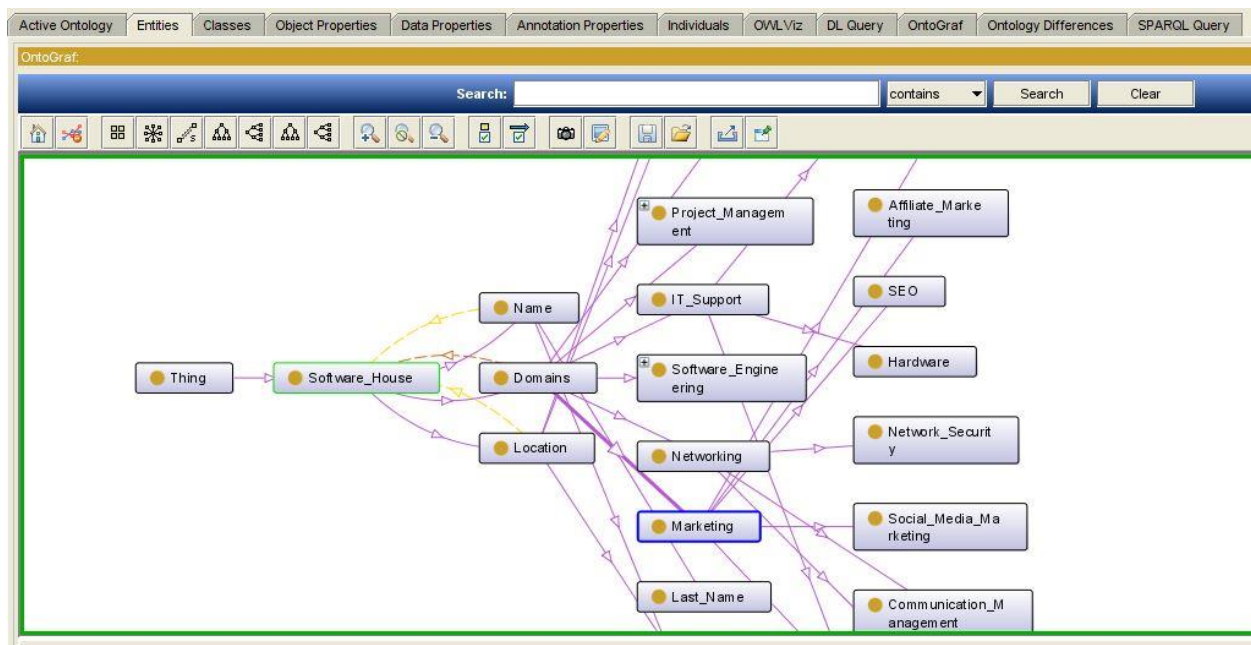 Active Ontology Entities Classes Object Properties Data Properties Annotation Properties Individuals OWLViz DL Query OntoGraf Ontology Differences SPARQL Query
OntoGraf:
Search: contains Search Clear
Project_Managem
ent
Affiliate_Marke
ting
IT_Support
SEO
Name
Hardware
Thing
Software_House
Domains
Software_Engine
ering
Network_Securit
y
Location
Networking
Marketing
Social_Media_Ma
rketing
Last_Name
Communication_M
anagement